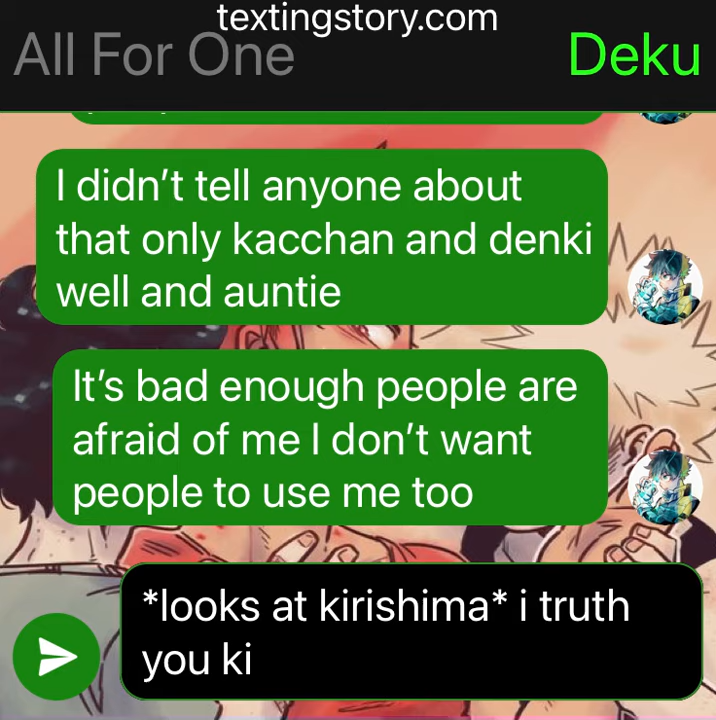 textingstory.com
All For One
Deku
I didn't tell anyone about
that only kacchan and denki
well and auntie
It's bad enough people are
afraid of me I don't want
people to use me too
*looks at kirishima* i truth
you ki